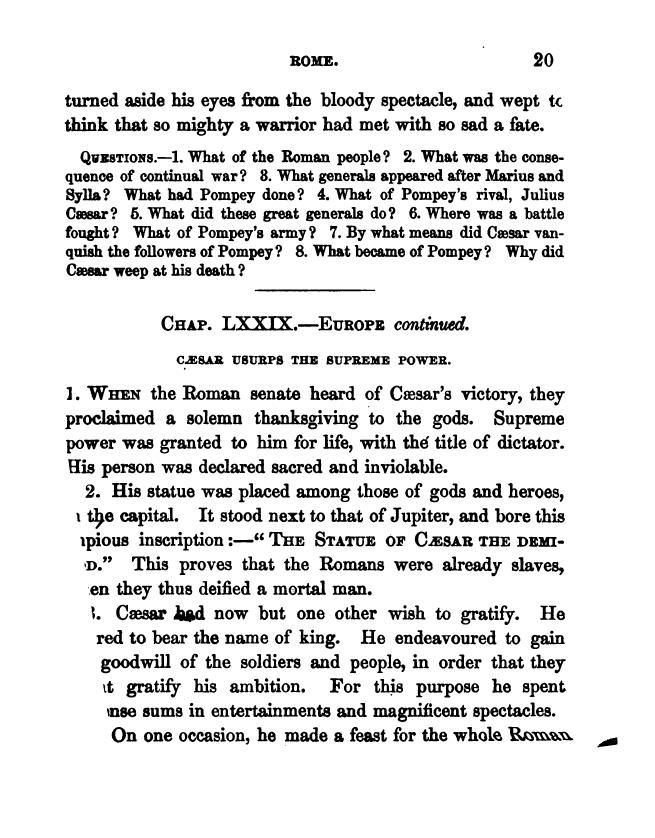 ROME. 20
turned aside his eyes from the bloody spectacle, and wept tc
think that so mighty a warrior had met with so sad a fate.
QUESTIONS.—1. What of the Roman people? 2. What was the conse-
quence of continual war? 3. What generals appeared after Marius and
Sylla? What had Pompey done? 4. What of Pompey's rival, Julius
Cæsar? 5. What did these great generals do? 6. Where was a battle
fought? What of Pompey's army? 7. By what means did Cæsar van-
quish the followers of Pompey? 8. What became of Pompey? Why did
Cæsar weep at his death?
CHAP. LXXIX.—EUROPE continued.
CÆSAR USURPS THE SUPREME POWER.
1. WHEN the Roman senate heard of Cæsar's victory, they
proclaimed a solemn thanksgiving to the gods. Supreme
power was granted to him for life, with the title of dictator.
His person was declared sacred and inviolable.
2. His statue was placed among those of gods and heroes,
the capital. It stood next to that of Jupiter, and bore this
pious inscription:—"THE STATUE OF CÆSAR THE DEMI-
D." This proves that the Romans were already slaves,
en they thus deified a mortal man.
. Cæsar had now but one other wish to gratify. He
red to bear the name of king. He endeavoured to gain
goodwill of the soldiers and people, in order that they
t gratify his ambition. For this purpose he spent
nse sums in entertainments and magnificent spectacles.
On one occasion, he made a feast for the whole Roman